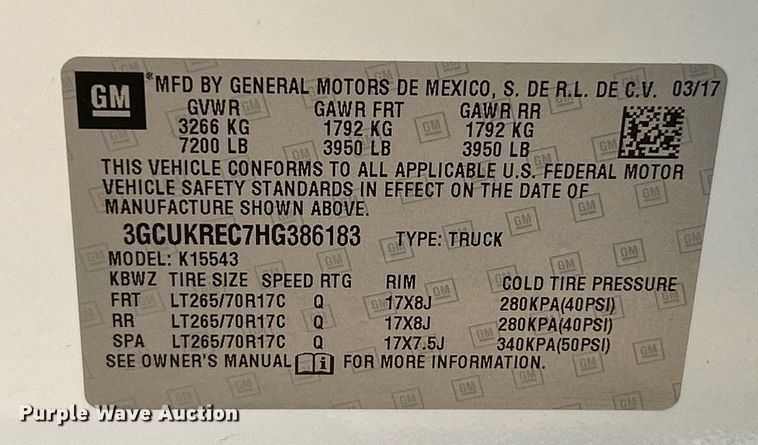 GM
®MFD BY GENERAL MOTORS DE MEXICO, S. DE R.L. DE C.V. 03/17
GVWR GAWR FRT GAWR RR
3266 KG 1792 KG 1792 KG
7200 LB 3950 LB 3950 LB
THIS VEHICLE CONFORMS TO ALL APPLICABLE U.S. FEDERAL MOTOR
VEHICLE SAFETY STANDARDS IN EFFECT ON THE DATE OF
MANUFACTURE SHOWN ABOVE.
3GCUKREC7HG386183 TYPE: TRUCK
MODEL: K15543
KBWZ TIRE SIZE SPEED RTG RIM COLD TIRE PRESSURE
FRT LT265/70R17C Q 17X8J 280KPA(40PSI)
RR LT265/70R17C Q 17X8J 280KPA(40PSI)
SPA LT265/70R17C Q 17X7.5J 340KPA(50PSI)
SEE OWNER'S MANUAL i FOR MORE INFORMATION.
Purple Wave Auction